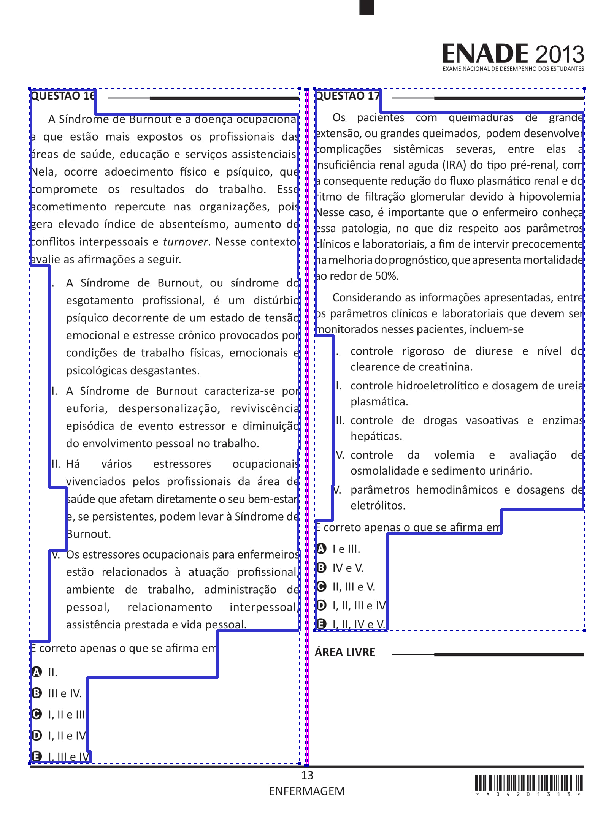 ENADE 2013
EXAME NACIONAL DE DESEMPENHO DOS ESTUDANTES
QUESTÃO 16
A Síndrome de Burnout é a doença ocupacional
a que estão mais expostos os profissionais das
áreas de saúde, educação e serviços assistenciais.
Nela, ocorre adoecimento físico e psíquico, que
compromete os resultados do trabalho. Esse
acometimento repercute nas organizações, pois
gera elevado índice de absenteísmo, aumento de
conflitos interpessoais e turnover. Nesse contexto,
avalie as afirmações a seguir.
I. A Síndrome de Burnout, ou síndrome do
esgotamento profissional, é um distúrbio
psíquico decorrente de um estado de tensão
emocional e estresse crônico provocados por
condições de trabalho físicas, emocionais e
psicológicas desgastantes.
II. A Síndrome de Burnout caracteriza-se por
euforia, despersonalização, reviviscência
episódica de evento estressor e diminuição
do envolvimento pessoal no trabalho.
III. Há vários estressores ocupacionais
vivenciados pelos profissionais da área de
saúde que afetam diretamente o seu bem-estar
e, se persistentes, podem levar à Síndrome de
Burnout.
IV. Os estressores ocupacionais para enfermeiros
estão relacionados à atuação profissional,
ambiente de trabalho, administração de
pessoal, relacionamento interpessoal,
assistência prestada e vida pessoal.
É correto apenas o que se afirma em
A II.
B III e IV.
C I, II e III.
D I, II e IV.
E I, III e IV.
QUESTÃO 17
Os pacientes com queimaduras de grande
extensão, ou grandes queimados, podem desenvolver
complicações sistêmicas severas, entre elas a
insuficiência renal aguda (IRA) do tipo pré-renal, com
a consequente redução do fluxo plasmático renal e do
ritmo de filtração glomerular devido à hipovolemia.
Nesse caso, é importante que o enfermeiro conheça
essa patologia, no que diz respeito aos parâmetros
clínicos e laboratoriais, a fim de intervir precocemente
na melhoria do prognóstico, que apresenta mortalidade
ao redor de 50%.
Considerando as informações apresentadas, entre
os parâmetros clínicos e laboratoriais que devem ser
monitorados nesses pacientes, incluem-se
I. controle rigoroso de diurese e nível de
clearence de creatinina.
II. controle hidroeletrolítico e dosagem de ureia
plasmática.
III. controle de drogas vasoativas e enzimas
hepáticas.
IV. controle da volemia e avaliação de
osmolalidade e sedimento urinário.
V. parâmetros hemodinâmicos e dosagens de
eletrólitos.
É correto apenas o que se afirma em
A I e III.
B IV e V.
C II, III e V.
D I, II, III e IV.
E I, II, IV e V.
ÁREA LIVRE
13
ENFERMAGEM